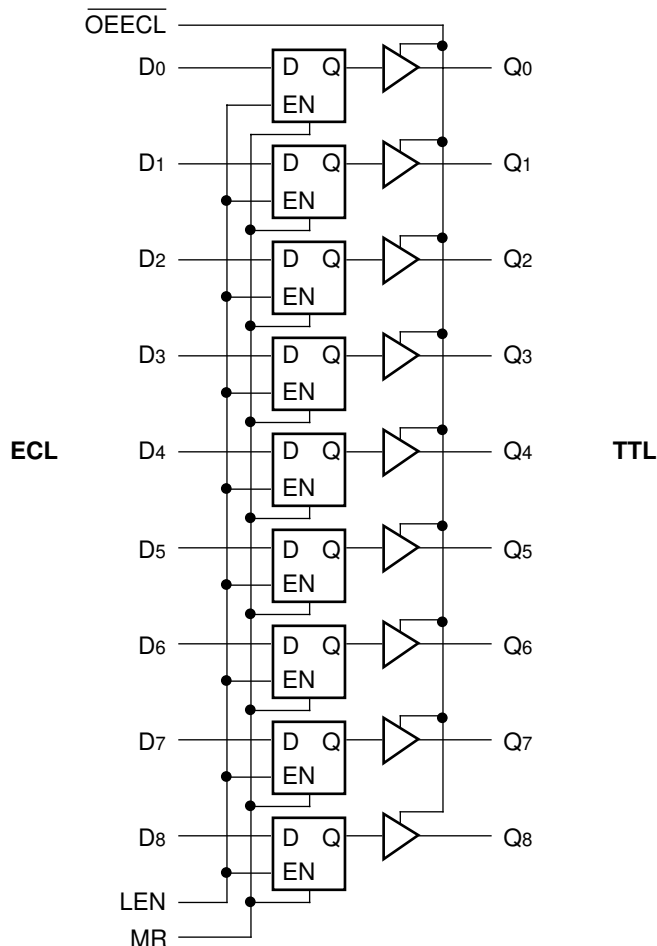 OEECL
D0 D Q Q0
EN
D1 D Q Q1
EN
D2 D Q Q2
EN
D3 D Q Q3
EN
ECL D4 D Q Q4 TTL
EN
D5 D Q Q5
EN
D6 D Q Q6
EN
D7 D Q Q7
EN
D8 D Q Q8
EN
LEN
MR